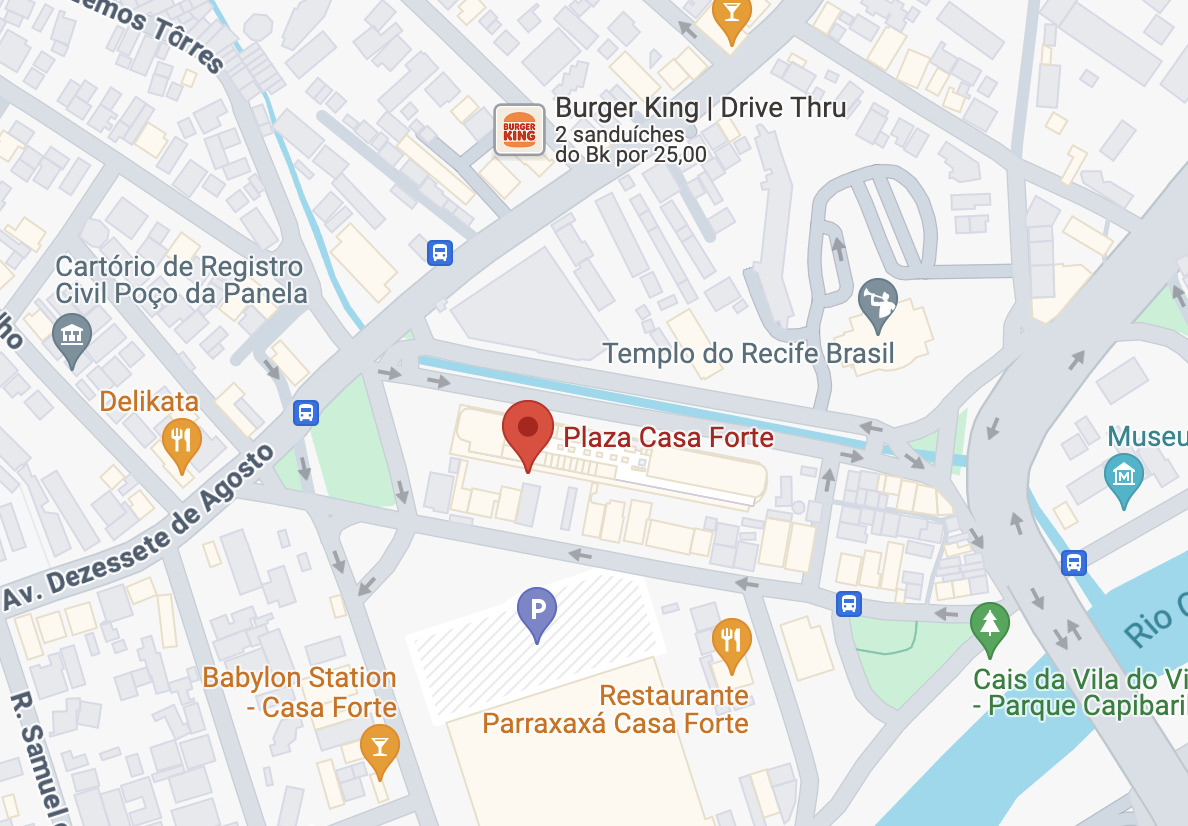 Tôrres
Burger King | Drive Thru
2 sanduíches
do Bk por 25,00
BURGER
KING
Cartório de Registro
Civil Poço da Panela
Templo do Recife Brasil
Delikata
Plaza Casa Forte
Museu
M
Av. Dezessete de Agosto
P
Rio
Babylon Station
- Casa Forte
Restaurante
Parraxaxá Casa Forte
Cais da Vila do Vi
- Parque Capibari
R. Samuel